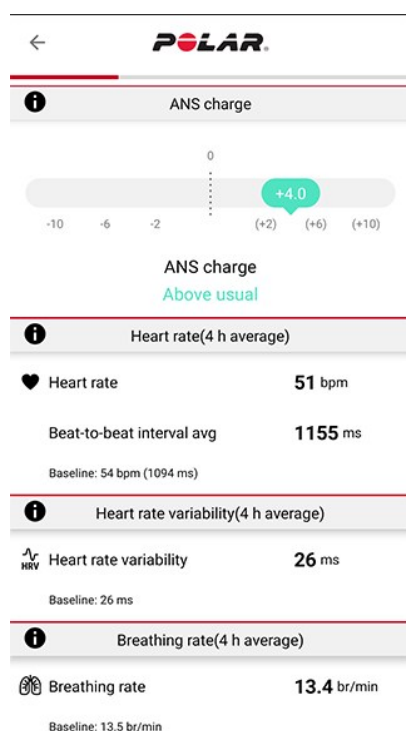 POLAR.
ANS charge
0
+4.0
-10 -6 -2 (+2) (+6) (+10)
ANS charge
Above usual
Heart rate(4 h average)
Heart rate 51 bpm
Beat-to-beat interval avg 1155 ms
Baseline: 54 bpm (1094 ms)
Heart rate variability(4 h average)
HRV Heart rate variability 26 ms
Baseline: 26 ms
Breathing rate(4 h average)
Breathing rate 13.4 br/min
Baseline: 13.5 br/min